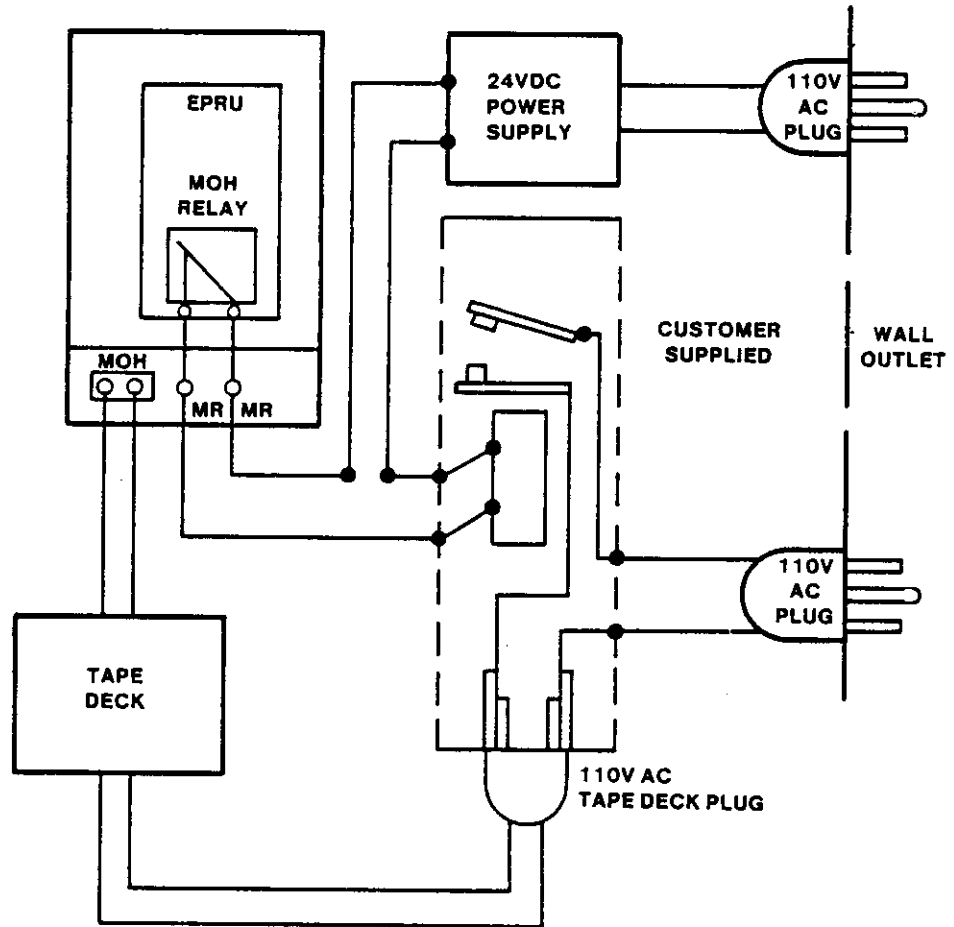 EPRU
MOH
RELAY
MOH
MR MR
TAPE
DECK
24VDC
POWER
SUPPLY
110V
AC
PLUG
CUSTOMER
SUPPLIED
WALL
OUTLET
110V
AC
PLUG
110V AC
TAPE DECK PLUG